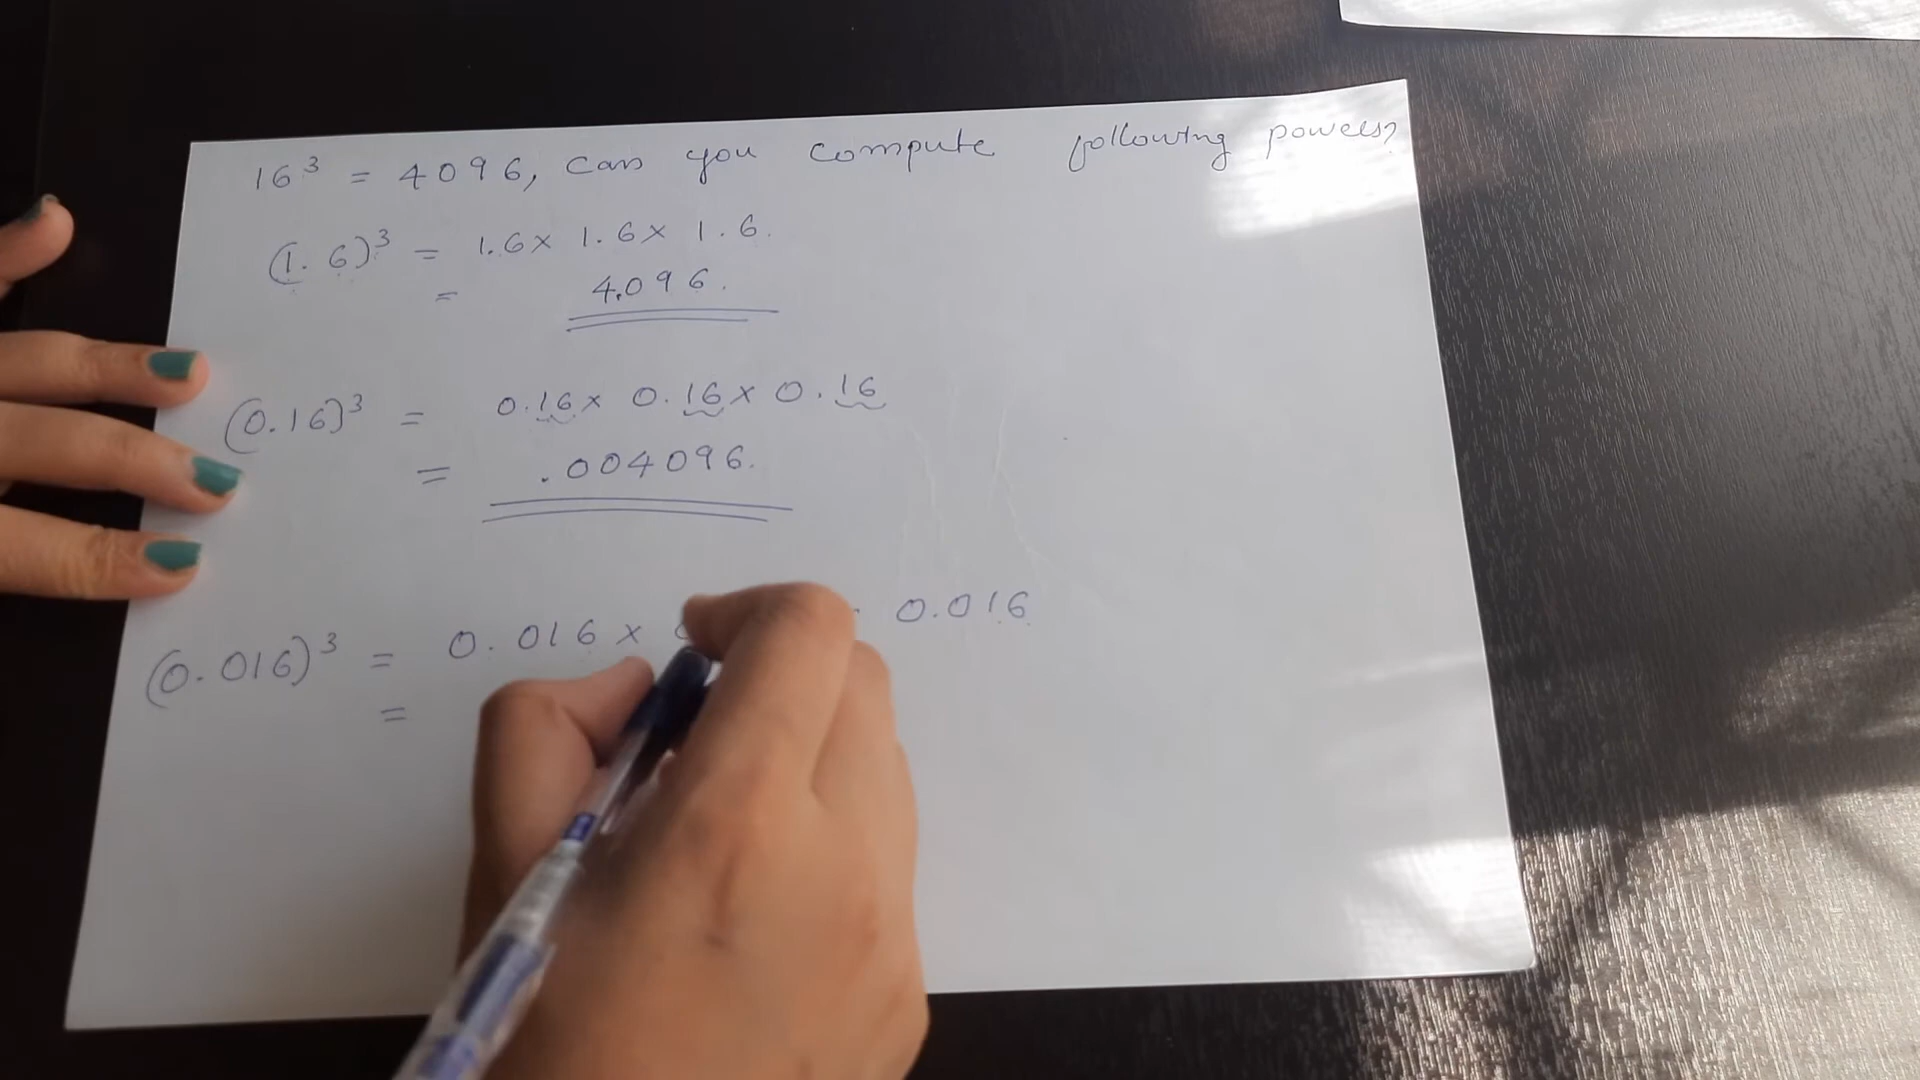 16³ = 4096, Can you compute following powers?
(1.6)³ = 1.6 × 1.6 × 1.6.
= 4.096.
(0.16)³ = 0.16 × 0.16 × 0.16
= .004096.
(0.016)³ = 0.016 × 0.016
=